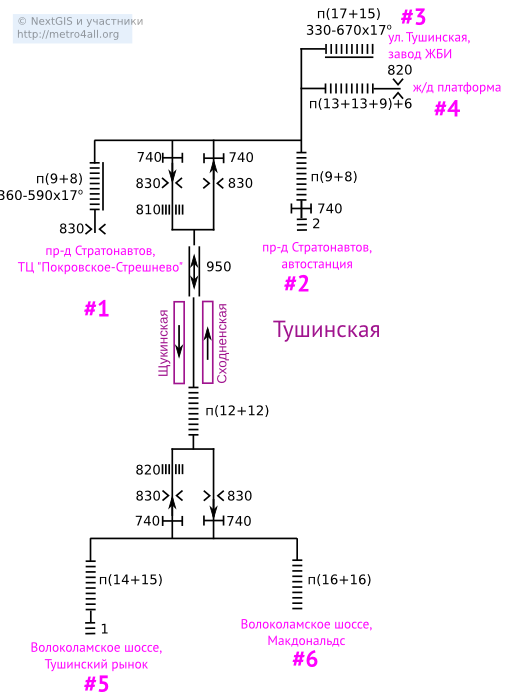 © NextGIS и участники
http://metro4all.org
п(17+15)
#3
330-670x17°
ул. Тушинская,
завод ЖБИ
820
ж/д платформа
п(13+13+9)+6
#4
740
740
п(9+8)
360-590x17°
830
830
п(9+8)
810
740
830
2
пр-д Стратонавтов,
ТЦ "Покровское-Стрешнево"
950
пр-д Стратонавтов,
автостанция
#2
#1
Щукинская
Сходненская
Тушинская
п(12+12)
820
830
830
740
740
п(14+15)
п(16+16)
1
Волоколамское шоссе,
Макдональдс
#6
Волоколамское шоссе,
Тушинский рынок
#5